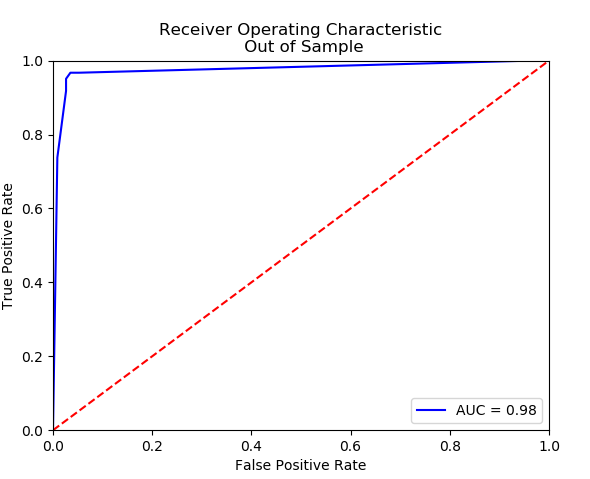 Receiver Operating Characteristic
Out of Sample
1.0
0.8
0.6
0.4
0.2
0.0
True Positive Rate
AUC = 0.98
0.0 0.2 0.4 0.6 0.8 1.0
False Positive Rate